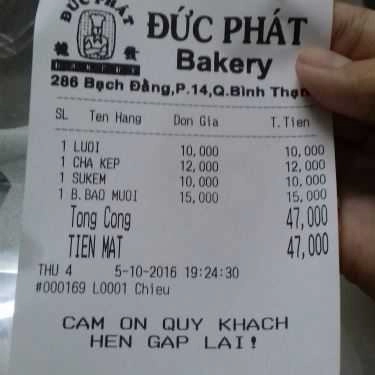 ĐỨC PHÁT
發 德
BAKERY
ĐỨC PHÁT
Bakery
286 Bạch Đằng,P.14,Q.Bình Thạn
SL Ten Hang Don Gia T.Tien
1 LUOI 10,000 10,000
1 CHA KEP 12,000 12,000
1 SUKEM 10,000 10,000
1 B.BAO MUOI 15,000 15,000
Tong Cong 47,000
TIEN MAT 47,000
THU 4 5-10-2016 19:24:30
#000169 L0001 Chieu
CAM ON QUY KHACH
HEN GAP LAI!